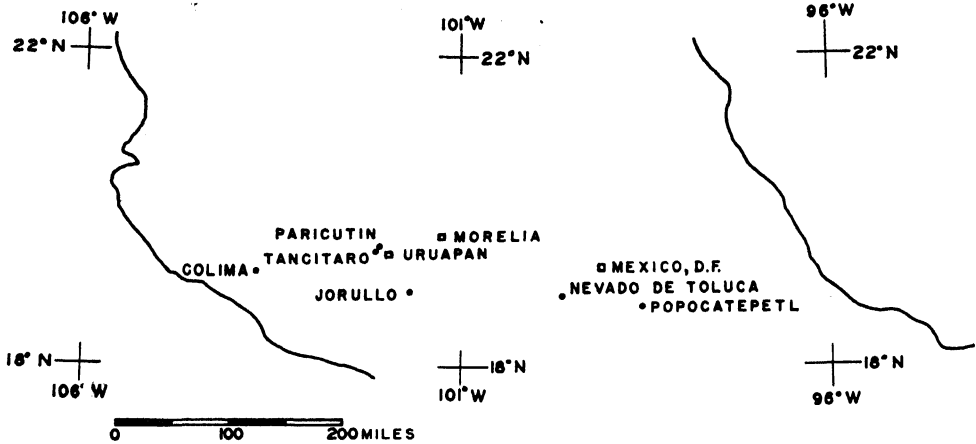 106° W
101° W
96° W
22° N
22° N
22° N
PARICUTIN
MORELIA
TANCITARO
URUAPAN
COLIMA
MEXICO, D.F.
NEVADO DE TOLUCA
JORULLO
POPOCATEPETL
18° N
18° N
18° N
106° W
101° W
96° W
0 100 200 MILES